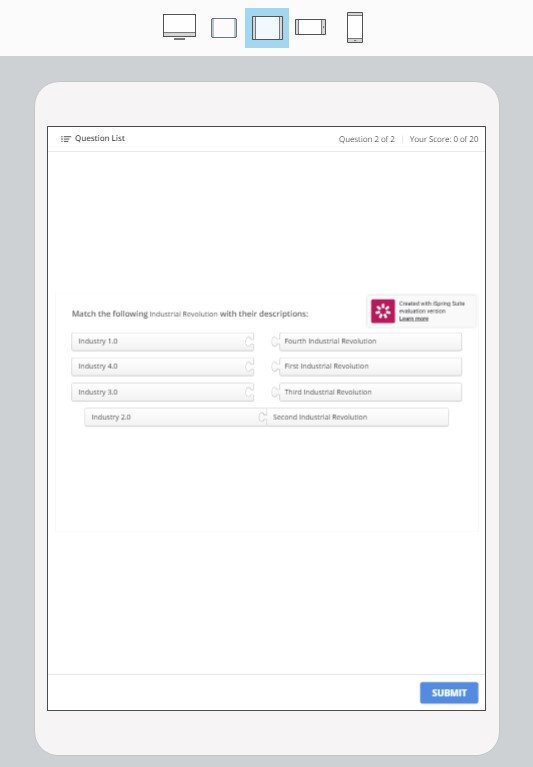 Question List
Question 2 of 2 | Your Score: 0 of 20
Created with iSpring Suite
evaluation version
Learn more
Match the following Industrial Revolution with their descriptions:
Industry 1.0
Fourth Industrial Revolution
Industry 4.0
First Industrial Revolution
Industry 3.0
Third Industrial Revolution
Industry 2.0
Second Industrial Revolution
SUBMIT